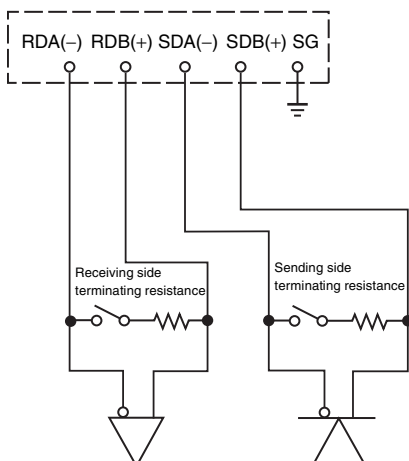 RDA(−) RDB(+) SDA(−) SDB(+) SG
Receiving side
terminating resistance
Sending side
terminating resistance